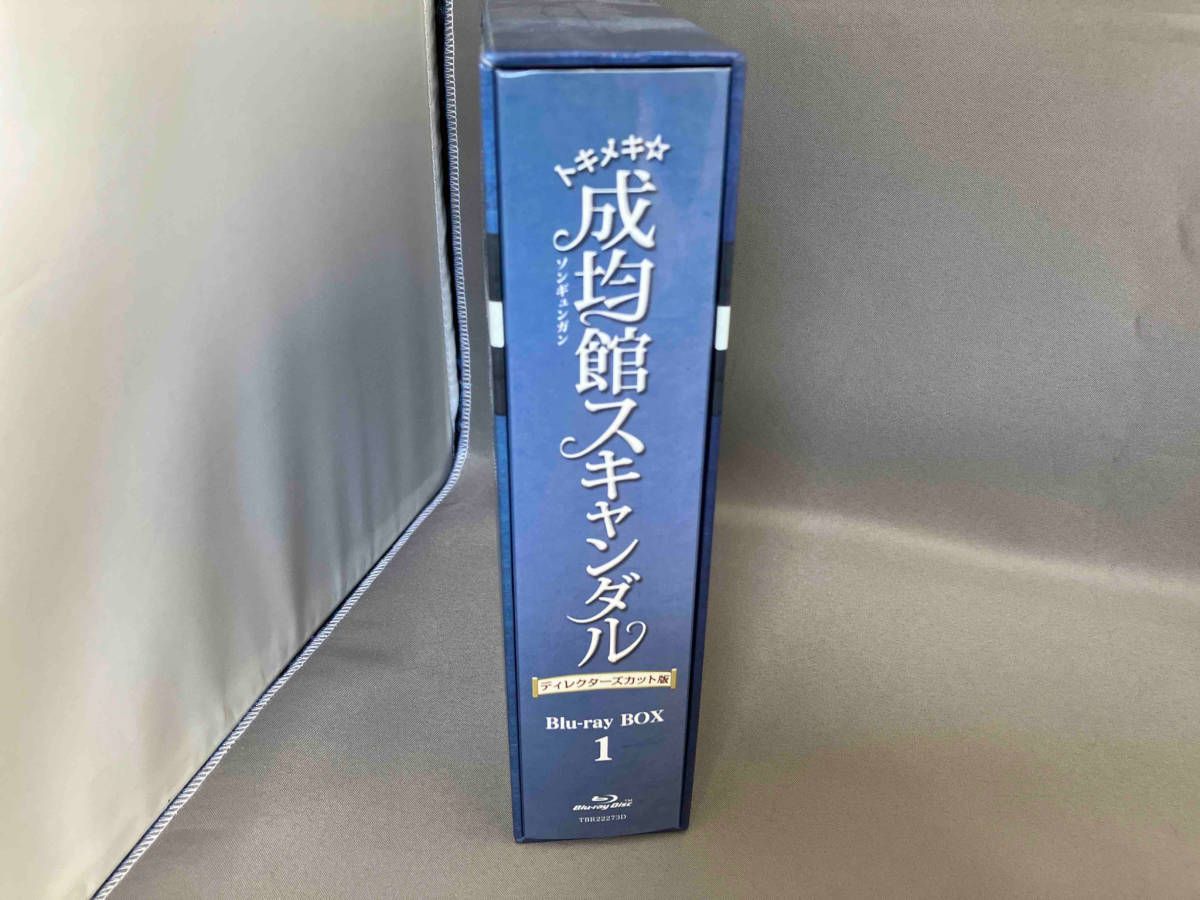 トキメキ☆
成均館スキャンダル
ソンギュンガン
ディレクターズカット版
Blu-ray BOX
1
Blu-ray Disc™
TBR22273D